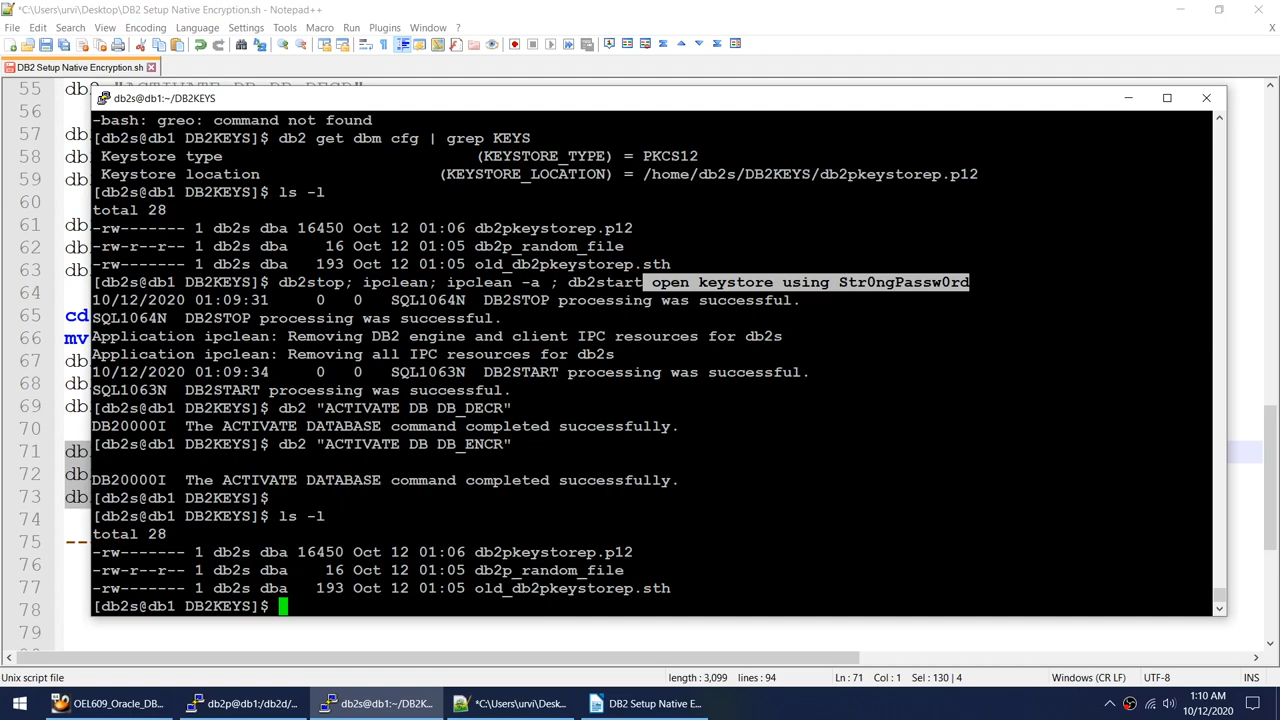 *C:\Users\urvi\Desktop\DB2 Setup Native Encryption.sh - Notepad++
File Edit Search View Encoding Language Settings Tools Macro Run Plugins Window ? X
DB2 Setup Native Encryption.sh
55
56
57 db
58 db
59 db
60
61 db
62 db
63 db
64
65 cd
66 mv
67 db
68 db
69 db
70
71 db
72 db
73 db
74
75 --
76
77
78
79
db2s@db1:~/DB2KEYS
-bash: greo: command not found
[db2s@db1 DB2KEYS]$ db2 get dbm cfg | grep KEYS
Keystore type (KEYSTORE_TYPE) = PKCS12
Keystore location (KEYSTORE_LOCATION) = /home/db2s/DB2KEYS/db2pkeystorep.p12
[db2s@db1 DB2KEYS]$ ls -l
total 28
-rw------- 1 db2s dba 16450 Oct 12 01:06 db2pkeystorep.p12
-rw-r--r-- 1 db2s dba 16 Oct 12 01:05 db2p_random_file
-rw------- 1 db2s dba 193 Oct 12 01:05 old_db2pkeystorep.sth
[db2s@db1 DB2KEYS]$ db2stop; ipclean; ipclean -a ; db2start open keystore using Str0ngPassw0rd
10/12/2020 01:09:31 0 0 SQL1064N DB2STOP processing was successful.
SQL1064N DB2STOP processing was successful.
Application ipclean: Removing DB2 engine and client IPC resources for db2s
Application ipclean: Removing all IPC resources for db2s
10/12/2020 01:09:34 0 0 SQL1063N DB2START processing was successful.
SQL1063N DB2START processing was successful.
[db2s@db1 DB2KEYS]$ db2 "ACTIVATE DB DB_DECR"
DB20000I The ACTIVATE DATABASE command completed successfully.
[db2s@db1 DB2KEYS]$ db2 "ACTIVATE DB DB_ENCR"
DB20000I The ACTIVATE DATABASE command completed successfully.
[db2s@db1 DB2KEYS]$
[db2s@db1 DB2KEYS]$ ls -l
total 28
-rw------- 1 db2s dba 16450 Oct 12 01:06 db2pkeystorep.p12
-rw-r--r-- 1 db2s dba 16 Oct 12 01:05 db2p_random_file
-rw------- 1 db2s dba 193 Oct 12 01:05 old_db2pkeystorep.sth
[db2s@db1 DB2KEYS]$
Unix script file length : 3,099 lines : 94 Ln : 71 Col : 1 Sel : 130 | 4 Windows (CR LF) UTF-8 INS
OEL609_Oracle_DB... db2p@db1:/db2d/... db2s@db1:~/DB2K... *C:\Users\urvi\Desk... DB2 Setup Native E... 1:10 AM
10/12/2020